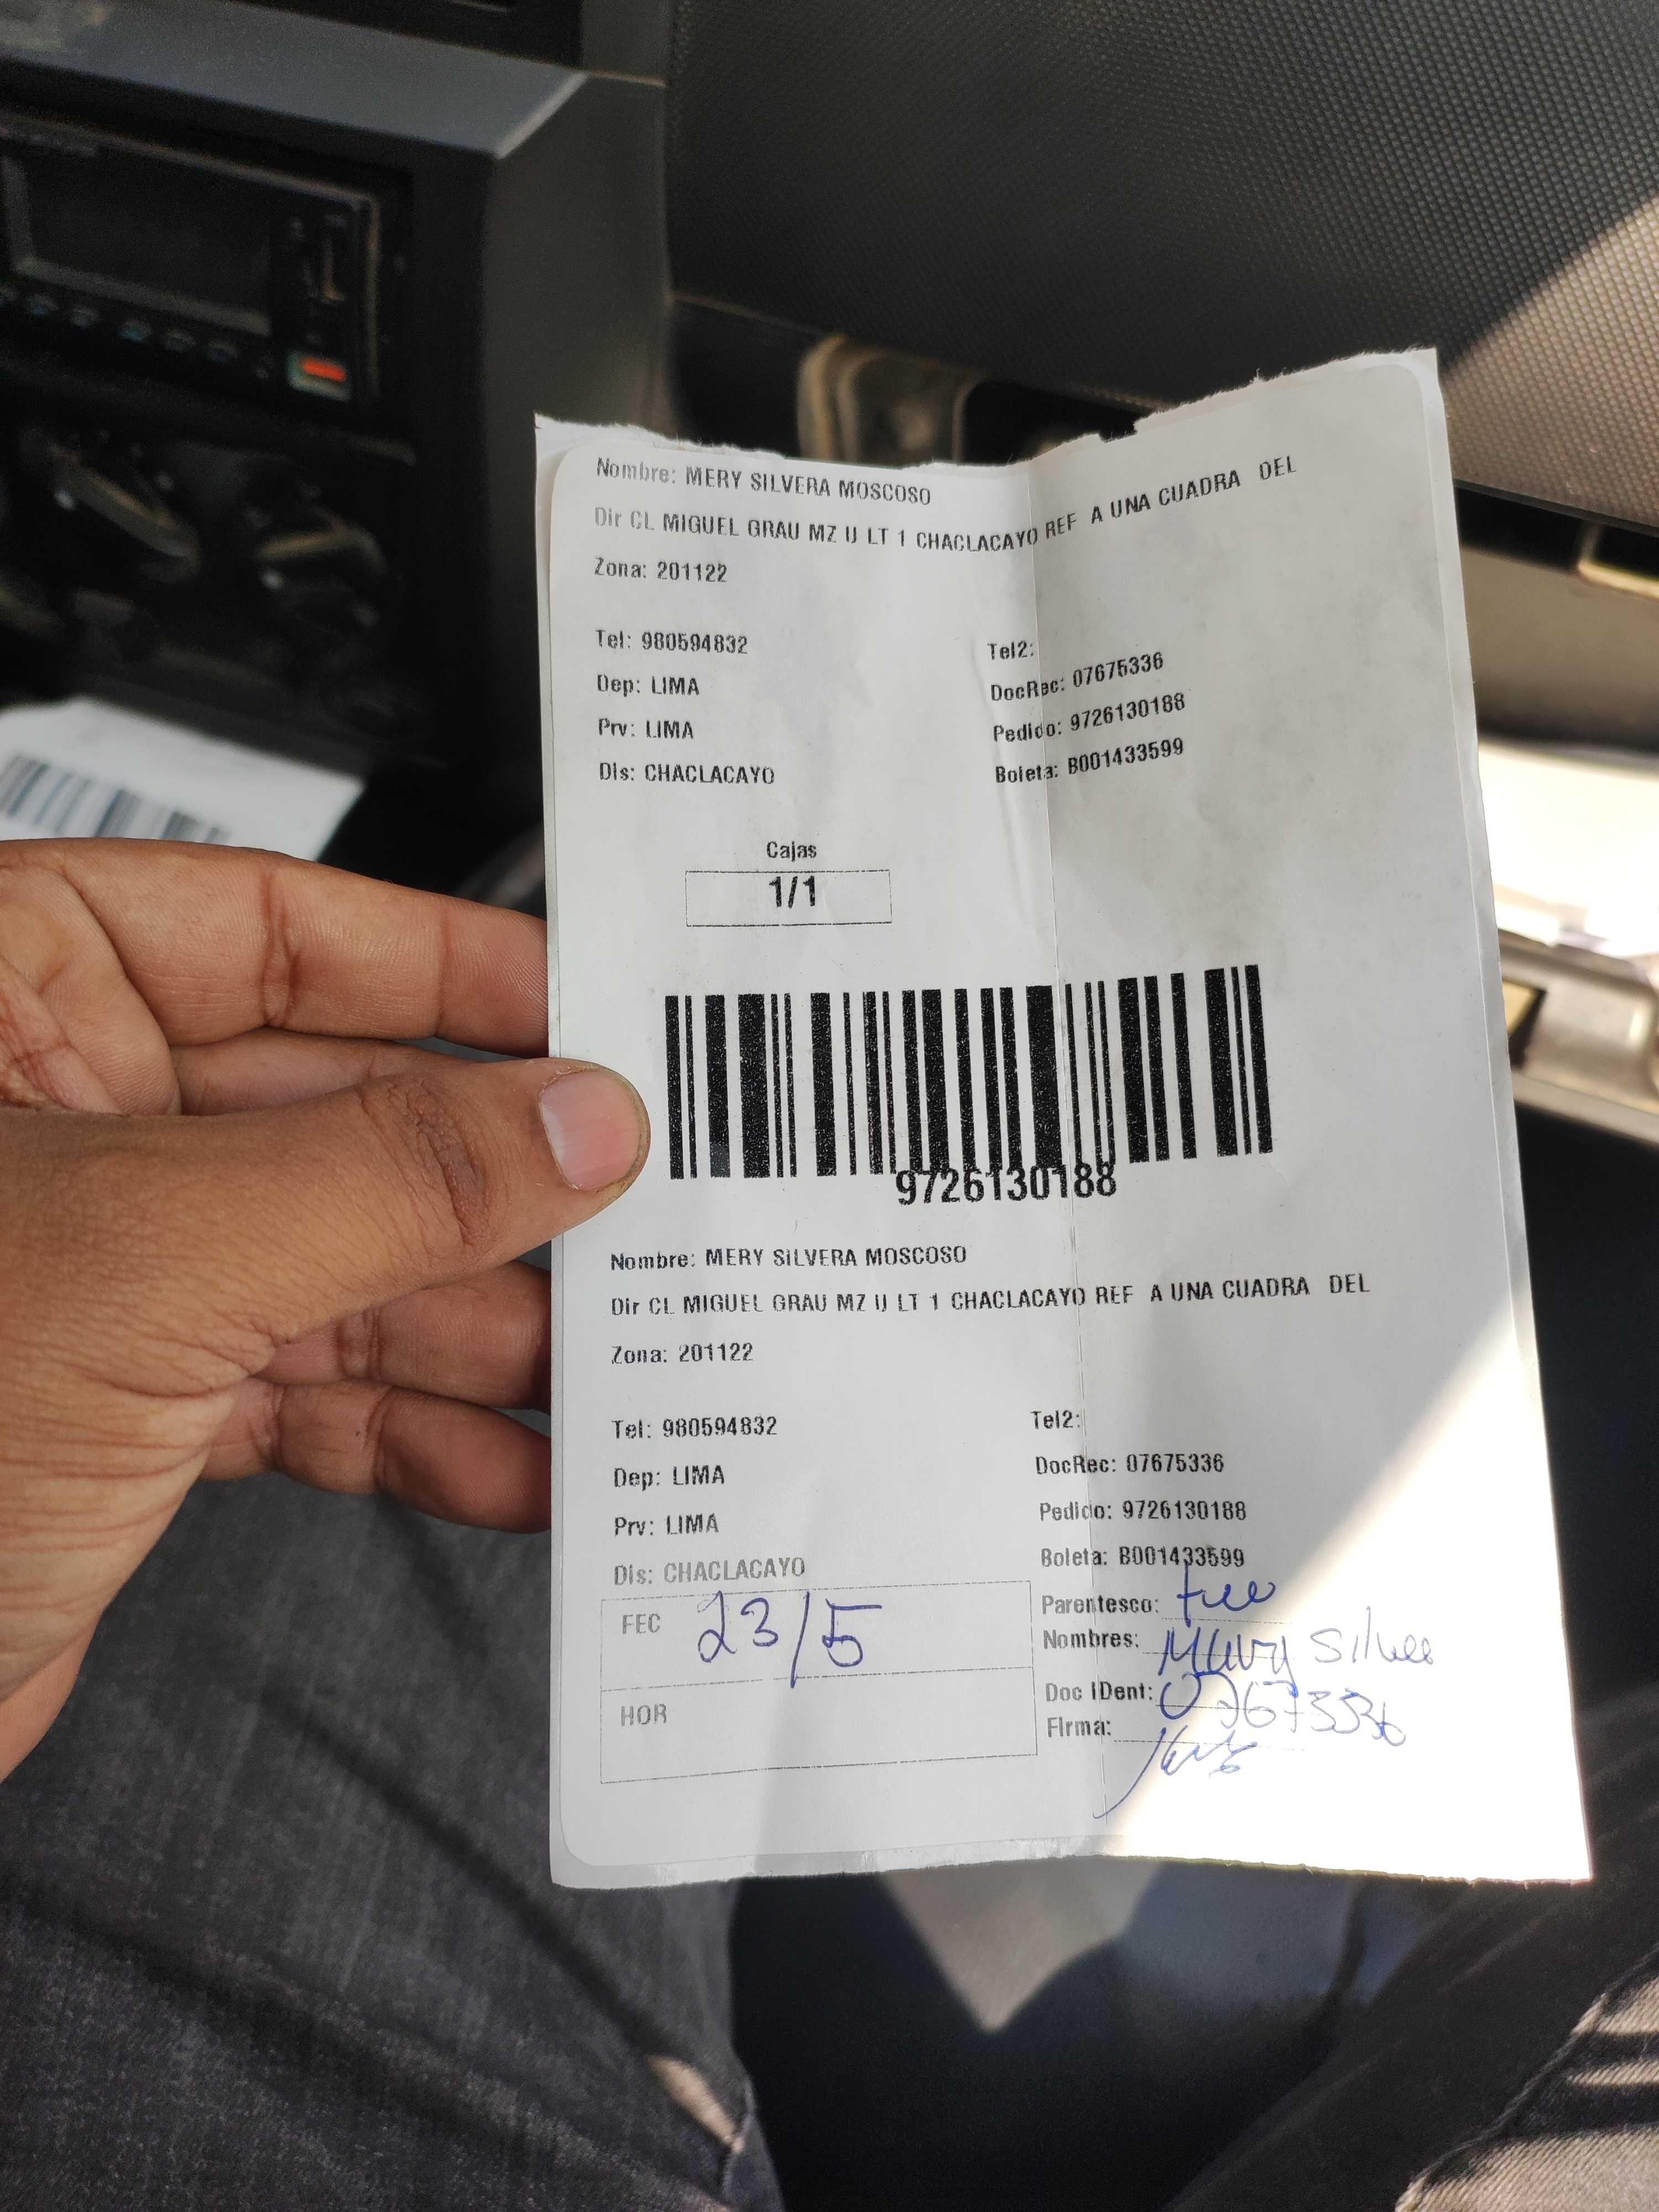 Nombre: MERY SILVERA MOSCOSO
Dir CL MIGUEL GRAU MZ U LT 1 CHACLACAYO REF A UNA CUADRA DEL
Zona: 201122
Tel: 980594832
Tel2:
Dep: LIMA
DocRec: 07675336
Prv: LIMA
Pedido: 9726130188
Dis: CHACLACAYO
Boleta: B001433599
Cajas
1/1
9726130188
Nombre: MERY SILVERA MOSCOSO
Dir CL MIGUEL GRAU MZ U LT 1 CHACLACAYO REF A UNA CUADRA DEL
Zona: 201122
Tel: 980594832
Tel2:
Dep: LIMA
DocRec: 07675336
Prv: LIMA
Pedido: 9726130188
Dis: CHACLACAYO
Boleta: B001433599
FEC 23/5
Parentesco:
Nombres:
HOR
Doc IDent:
Firma: